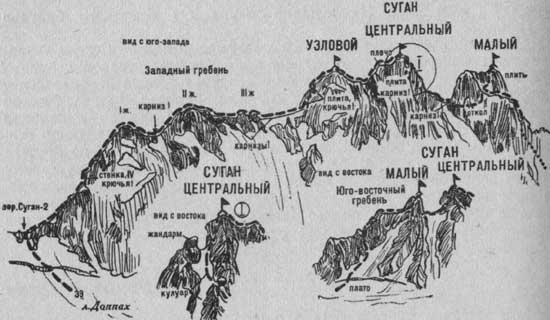 СУГАН
ЦЕНТРАЛЬНЫЙ
вид с юго-запада
УЗЛОВОЙ
плечо
I
МАЛЫЙ
Западный гребень
плита
карниз!
плиты
I ж.
карниз!
II ж.
III ж.
плита,
крючья!
карниз!
откол
карнизы!
стенка, IV
крючья!
вид с востока
СУГАН
ЦЕНТРАЛЬНЫЙ
СУГАН
МАЛЫЙ
ЦЕНТРАЛЬНЫЙ
Юго-восточный
гребень
пер. Суган-2
вид с востока
I
жандарм
кулуар
плато
39
л. Доппах